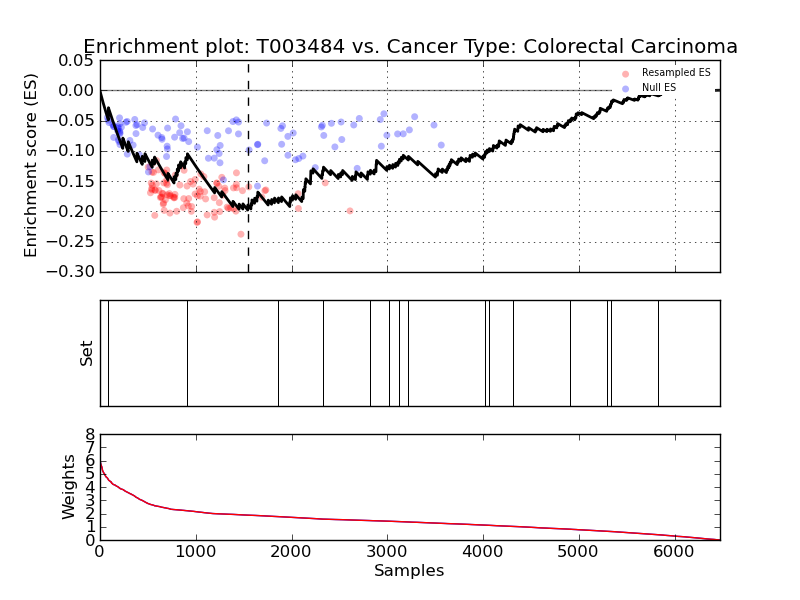 Enrichment plot: T003484 vs. Cancer Type: Colorectal Carcinoma
Enrichment score (ES)
0.05
0.00
−0.05
−0.10
−0.15
−0.20
−0.25
−0.30
Resampled ES
Null ES
Set
Weights
8
7
6
5
4
3
2
1
0
0 1000 2000 3000 4000 5000 6000
Samples